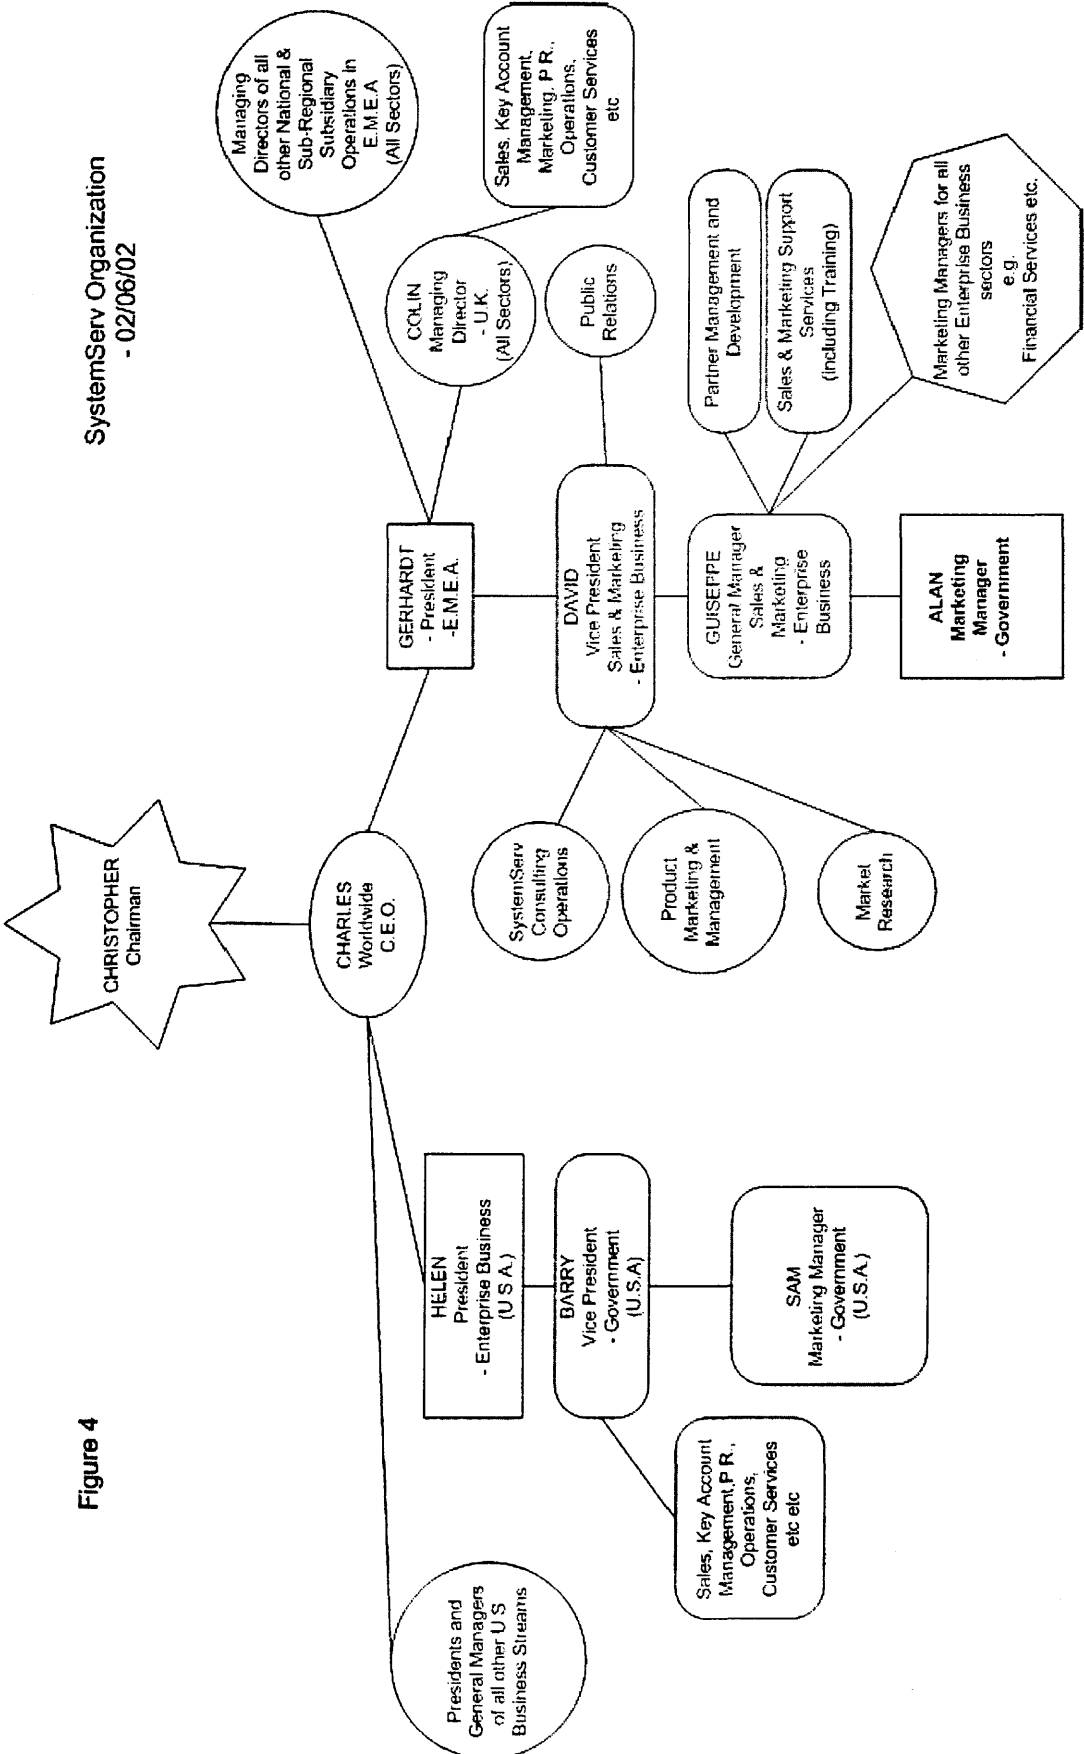 Figure 4
SystemServ Organization
- 02/06/02
CHRISTOPHER
Chairman
CHARLES
Worldwide
C.E.O.
Presidents and
General Managers
of all other U S
Business Streams
HELEN
President
- Enterprise Business
(U S A.)
BARRY
Vice President
- Government
(U.S.A)
Sales, Key Account
Management,P R.,
Operations,
Customer Services
etc etc
SAM
Marketing Manager
- Government
(U.S.A.)
GERHARDT
- President
-E.M.E.A.
Managing
Directors of all
other National &
Sub-Regional
Subsidiary
Operations in
E.M.E.A
(All Sectors)
COLIN
Managing
Director
- U.K.
(All Sectors)
Sales, Key Account
Management,
Marketing, P R.,
Operations,
Customer Services
etc
DAVID
Vice President
Sales & Marketing
- Enterprise Business
Public
Relations
SystemServ
Consulting
Operations
Product
Marketing &
Management
Market
Research
GUISEPPE
General Manager
Sales &
Marketing
- Enterprise
Business
Partner Management and
Development
Sales & Marketing Support
Services
(including Training)
Marketing Managers for all
other Enterprise Business
sectors
e.g.
Financial Services etc.
ALAN
Marketing
Manager
- Government